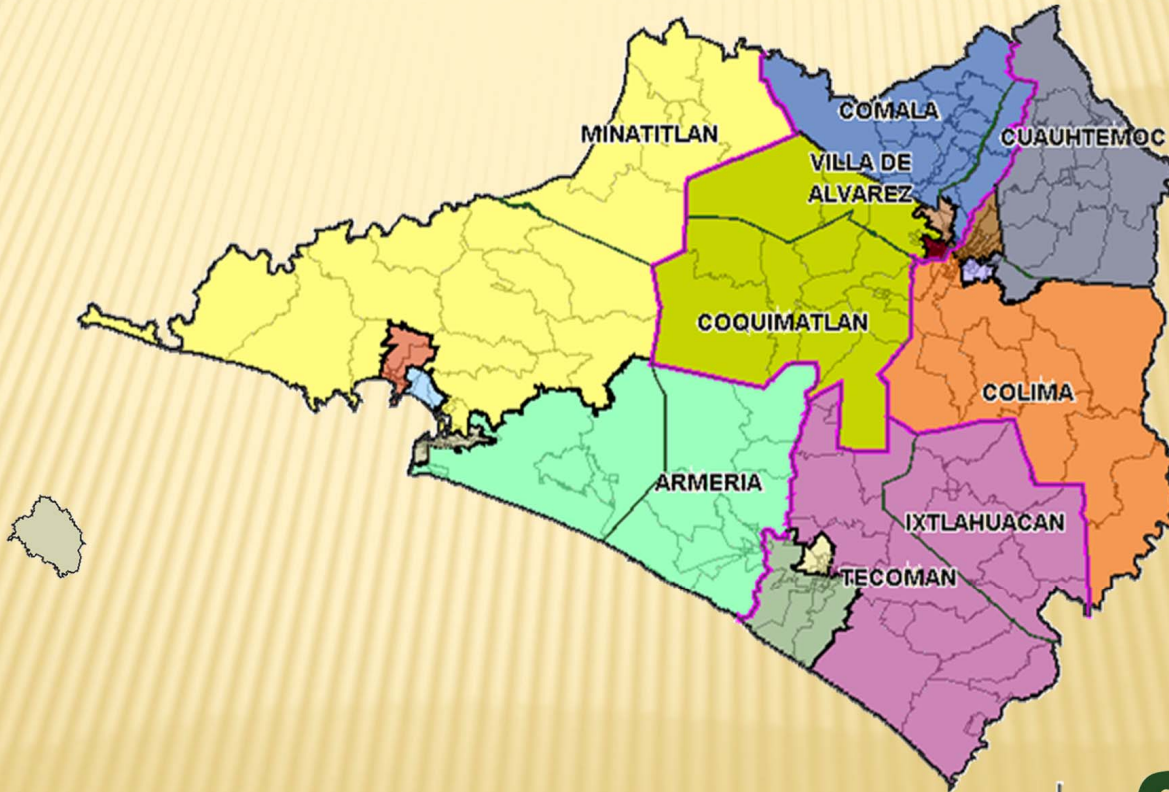 COMALA
MINATITLAN
CUAUHTEMOC
VILLA DE
ALVAREZ
COQUIMATLAN
COLIMA
ARMERIA
IXTLAHUACAN
TECOMAN